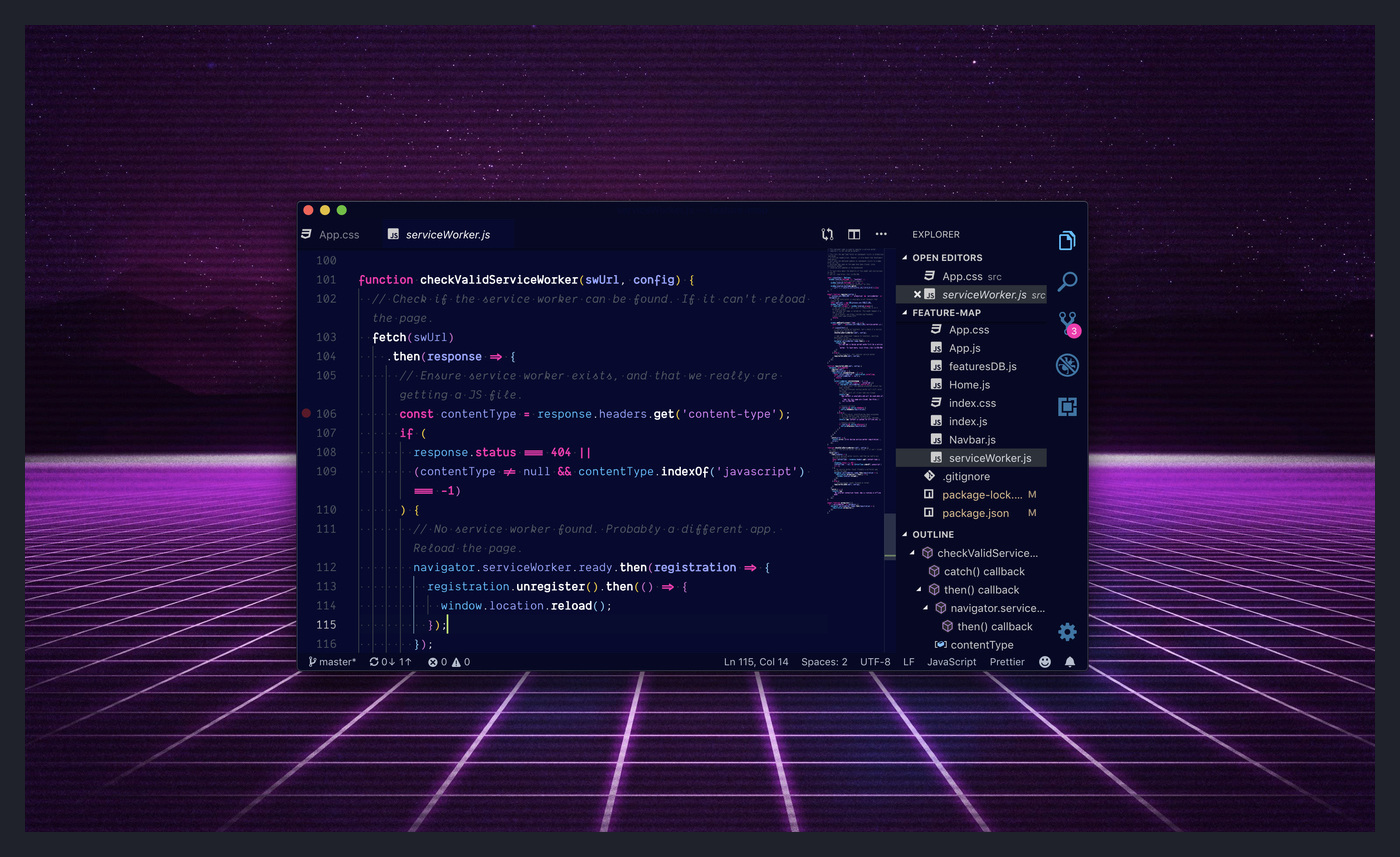 App.css
serviceWorker.js
100
101 function checkValidServiceWorker(swUrl, config) {
102 // Check if the service worker can be found. If it can't reload
the page.
103 fetch(swUrl)
104 .then(response => {
105 // Ensure service worker exists, and that we really are
getting a JS file.
106 const contentType = response.headers.get('content-type');
107 if (
108 response.status === 404 ||
109 (contentType != null && contentType.indexOf('javascript')
=== -1)
110 ) {
111 // No service worker found. Probably a different app.
Reload the page.
112 navigator.serviceWorker.ready.then(registration => {
113 registration.unregister().then(() => {
114 window.location.reload();
115 });
116 });
EXPLORER
OPEN EDITORS
App.css src
serviceWorker.js src
FEATURE-MAP
App.css
JS App.js
JS featuresDB.js
JS Home.js
index.css
JS index.js
JS Navbar.js
JS serviceWorker.js
.gitignore
package-lock.... M
package.json M
OUTLINE
checkValidService...
catch() callback
then() callback
navigator.service...
then() callback
contentType
3
master* 0↓ 1↑ 0 0
Ln 115, Col 14 Spaces: 2 UTF-8 LF JavaScript Prettier